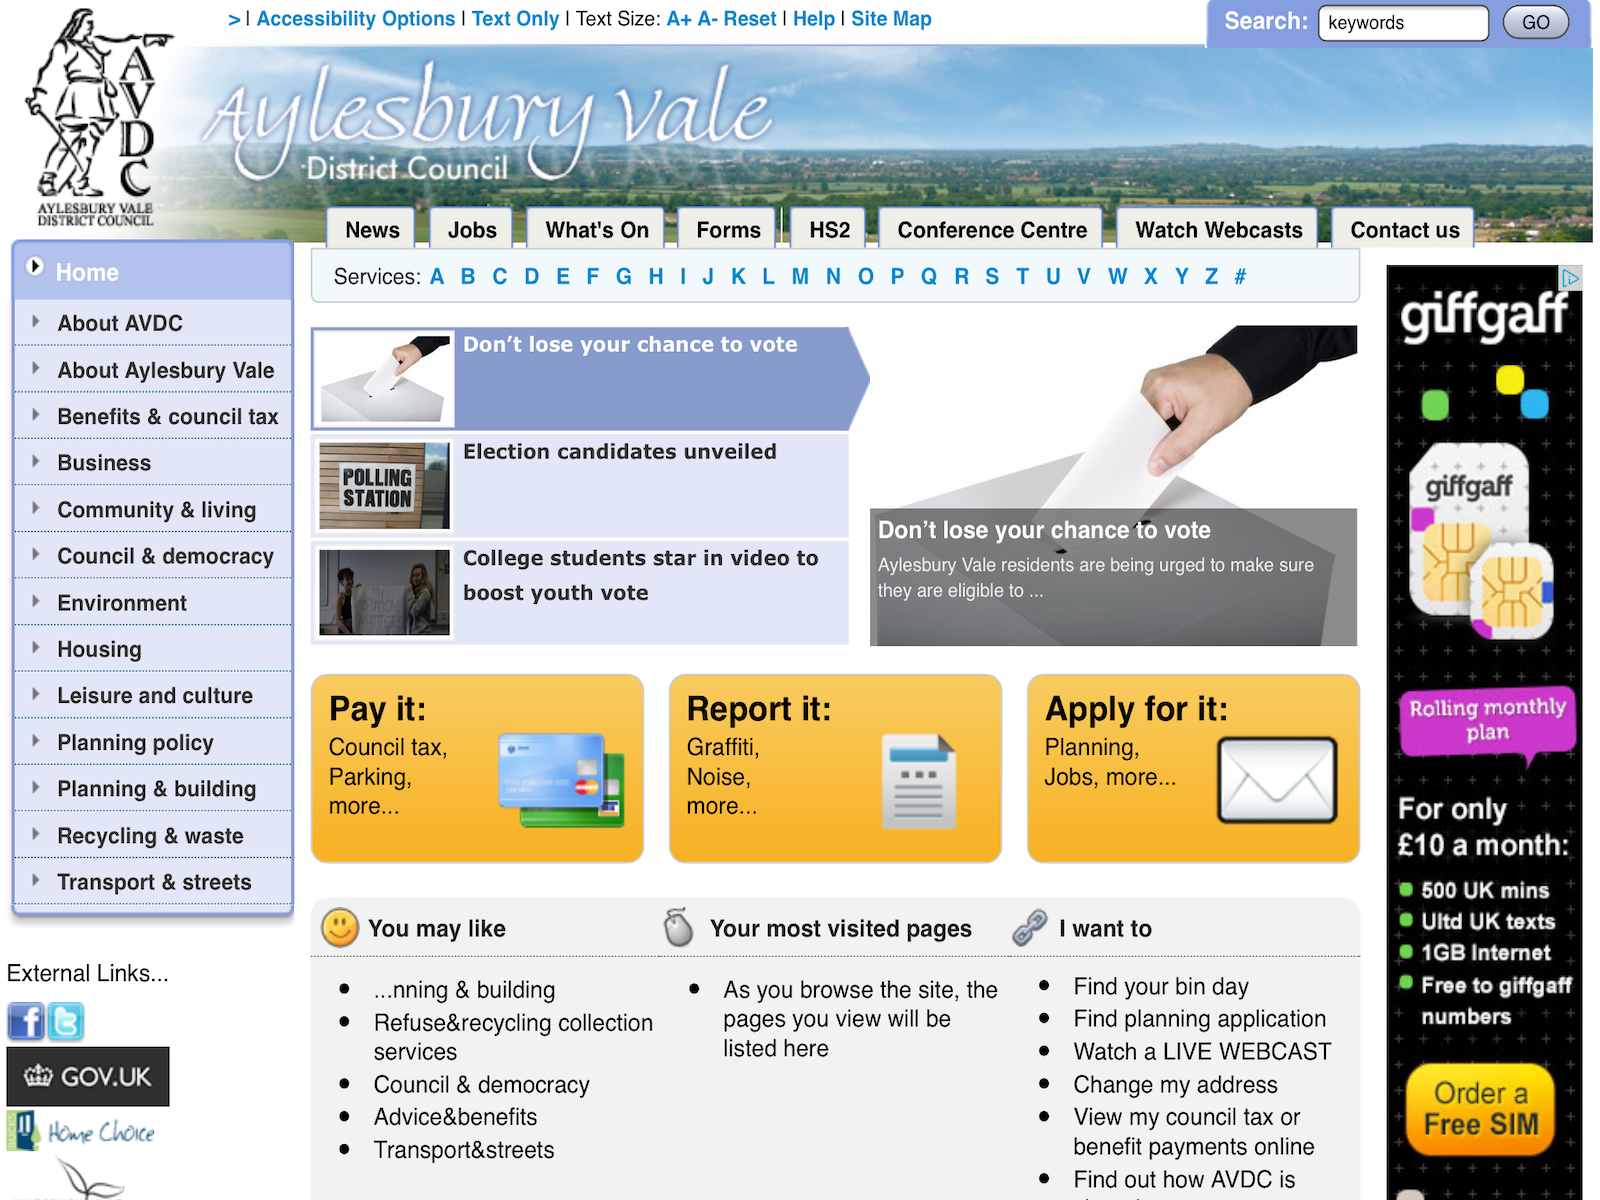 > | Accessibility Options | Text Only | Text Size: A+ A- Reset | Help | Site Map
Search: keywords GO
AVDC
AYLESBURY VALE
DISTRICT COUNCIL
Aylesbury Vale
District Council
News Jobs What's On Forms HS2 Conference Centre Watch Webcasts Contact us
Services: A B C D E F G H I J K L M N O P Q R S T U V W X Y Z #
Home
About AVDC
About Aylesbury Vale
Benefits & council tax
Business
Community & living
Council & democracy
Environment
Housing
Leisure and culture
Planning policy
Planning & building
Recycling & waste
Transport & streets
External Links...
f t
GOV.UK
BUCKS Home Choice
Don't lose your chance to vote
POLLING
STATION
Election candidates unveiled
College students star in video to
boost youth vote
Don't lose your chance to vote
Aylesbury Vale residents are being urged to make sure
they are eligible to ...
Pay it:
Council tax,
Parking,
more...
Report it:
Graffiti,
Noise,
more...
Apply for it:
Planning,
Jobs, more...
You may like
...nning & building
Refuse&recycling collection
services
Council & democracy
Advice&benefits
Transport&streets
Your most visited pages
As you browse the site, the
pages you view will be
listed here
I want to
Find your bin day
Find planning application
Watch a LIVE WEBCAST
Change my address
View my council tax or
benefit payments online
Find out how AVDC is
giffgaff
giffgaff
Rolling monthly
plan
For only
£10 a month:
500 UK mins
Ultd UK texts
1GB Internet
Free to giffgaff
numbers
Order a
Free SIM